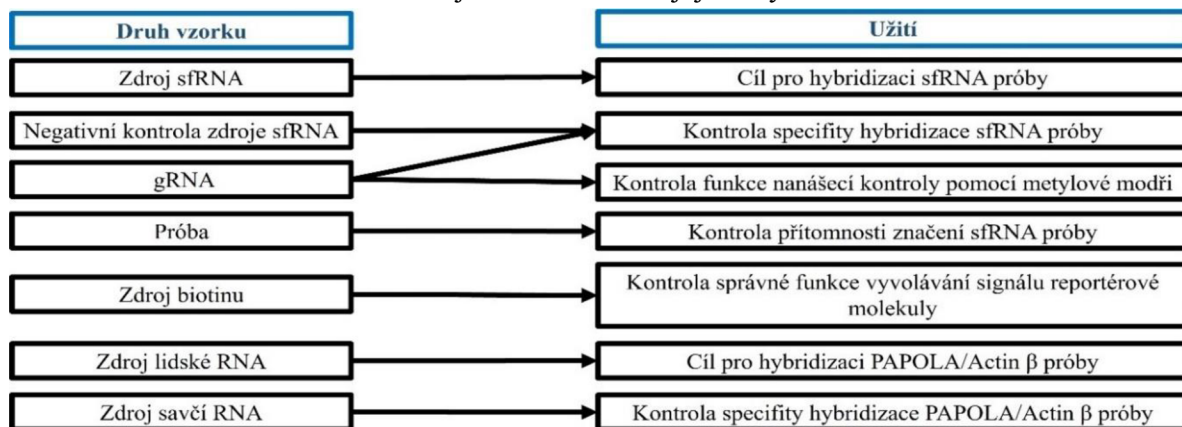 Druh vzorku
Užití
Zdroj sfRNA
Cíl pro hybridizaci sfRNA próby
Negativní kontrola zdroje sfRNA
Kontrola specifity hybridizace sfRNA próby
gRNA
Kontrola funkce nanášecí kontroly pomocí metylové modři
Próba
Kontrola přítomnosti značení sfRNA próby
Zdroj biotinu
Kontrola správné funkce vyvolávání signálu reportérové
molekuly
Zdroj lidské RNA
Cíl pro hybridizaci PAPOLA/Actin β próby
Zdroj savčí RNA
Kontrola specifity hybridizace PAPOLA/Actin β próby